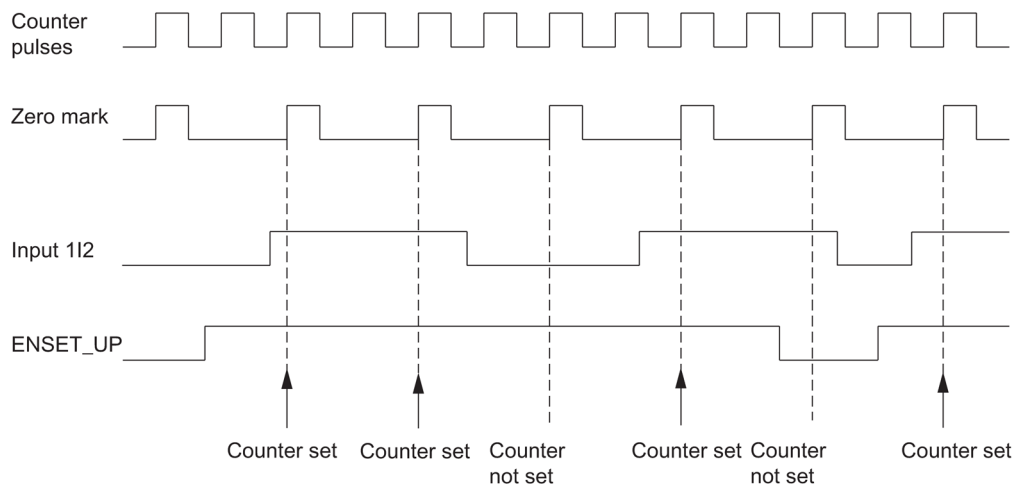 Counter
pulses
Zero mark
Input 1I2
ENSET_UP
Counter set
Counter set
Counter
not set
Counter set
Counter
not set
Counter set